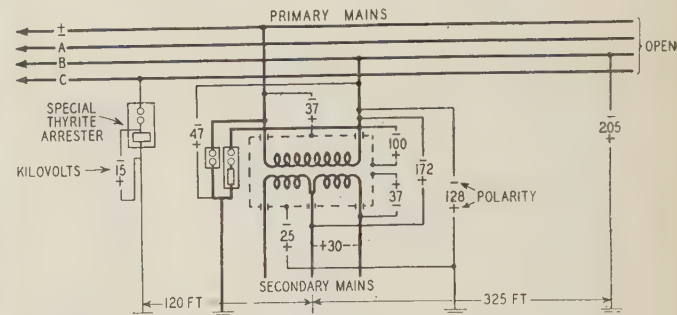 PRIMARY MAINS
±
A
B
C
OPEN
SPECIAL
THYRITE
ARRESTER
KILOVOLTS
- 15 +
- 47 +
- 37 +
- 100 +
- 172 +
- 37 +
- 25 +
+30-
- 128 +
POLARITY
- 205 +
SECONDARY MAINS
120 FT
325 FT